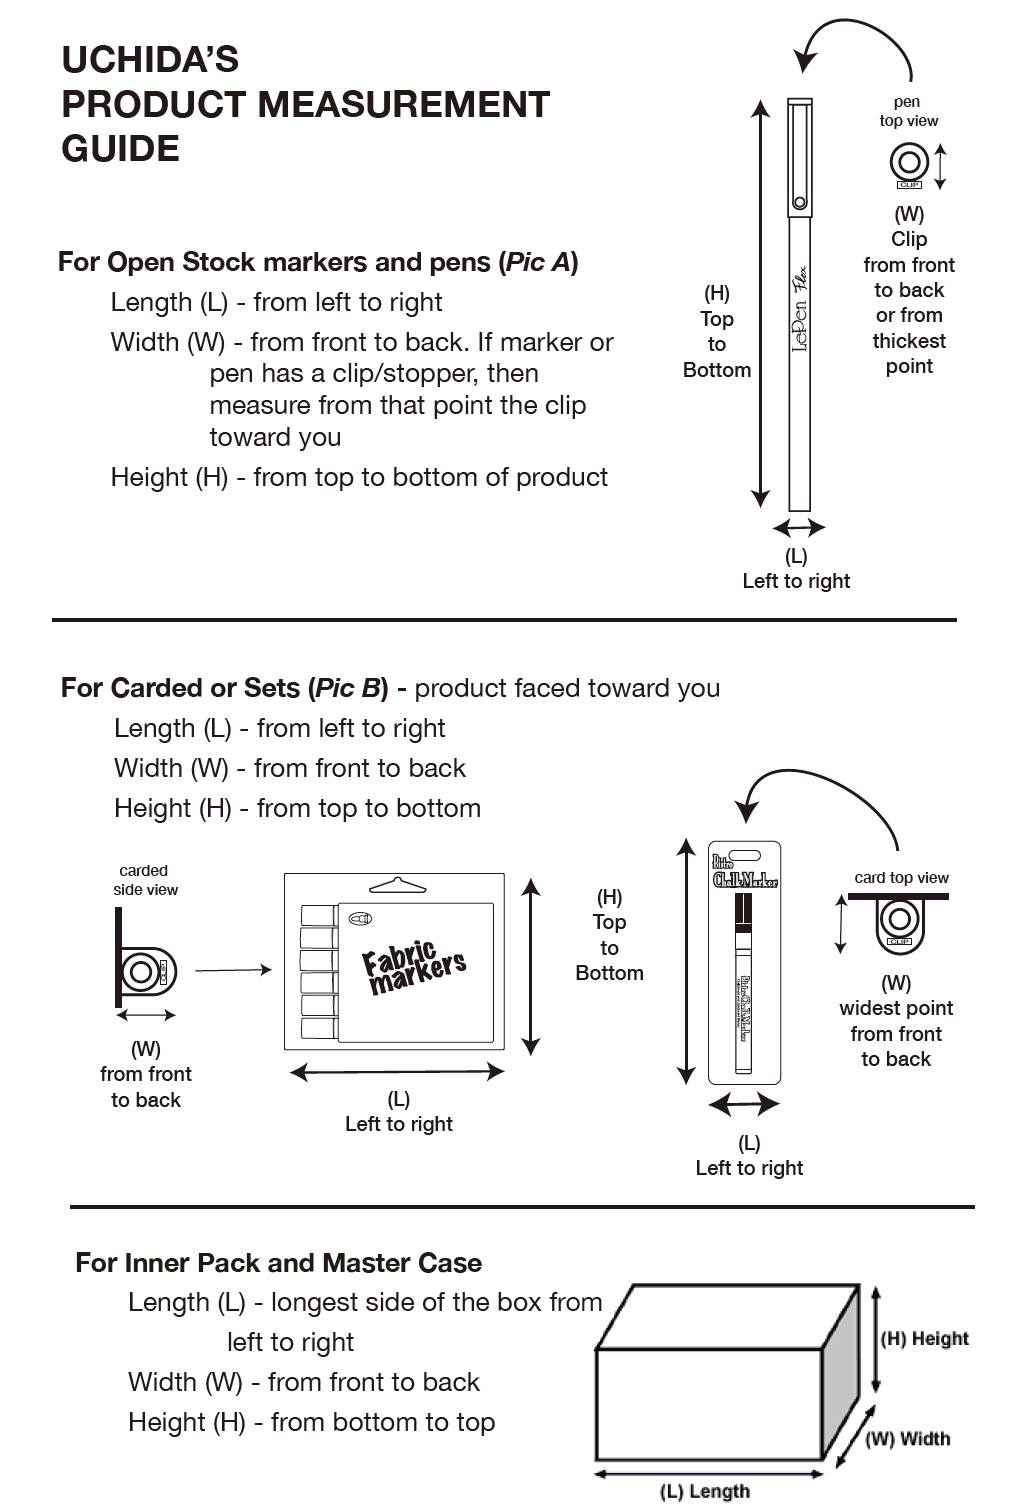 UCHIDA’S
PRODUCT MEASUREMENT
GUIDE
pen
top view
CLIP
(W)
Clip
from front
to back
or from
thickest
point
For Open Stock markers and pens (Pic A)
Length (L) - from left to right
Width (W) - from front to back. If marker or
pen has a clip/stopper, then
measure from that point the clip
toward you
Height (H) - from top to bottom of product
(H)
Top
to
Bottom
LePen Flex
(L)
Left to right
For Carded or Sets (Pic B) - product faced toward you
Length (L) - from left to right
Width (W) - from front to back
Height (H) - from top to bottom
carded
side view
CLIP
(W)
from front
to back
Fabric
markers
(L)
Left to right
(H)
Top
to
Bottom
Bistro
Chalk Marker
Bistro Chalk Marker
(L)
Left to right
card top view
CLIP
(W)
widest point
from front
to back
For Inner Pack and Master Case
Length (L) - longest side of the box from
left to right
Width (W) - from front to back
Height (H) - from bottom to top
(H) Height
(W) Width
(L) Length